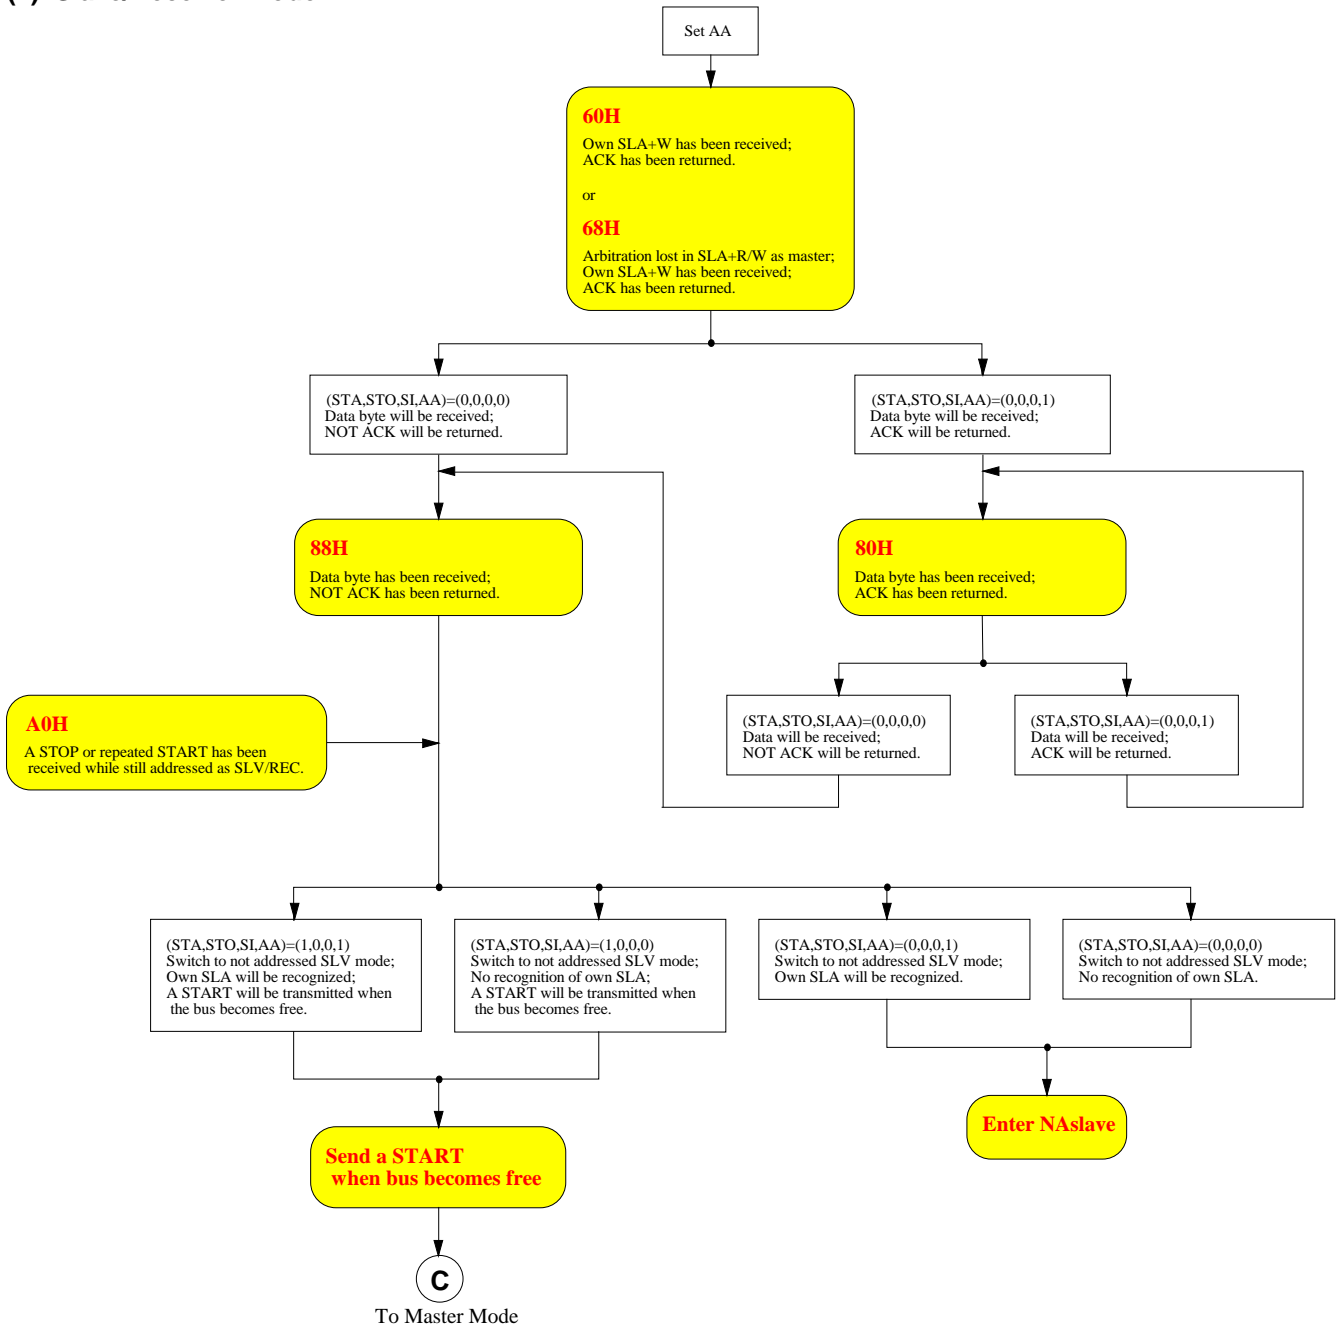 Set AA
60H
Own SLA+W has been received;
ACK has been returned.
or
68H
Arbitration lost in SLA+R/W as master;
Own SLA+W has been received;
ACK has been returned.
(STA,STO,SI,AA)=(0,0,0,0)
Data byte will be received;
NOT ACK will be returned.
(STA,STO,SI,AA)=(0,0,0,1)
Data byte will be received;
ACK will be returned.
88H
Data byte has been received;
NOT ACK has been returned.
80H
Data byte has been received;
ACK has been returned.
A0H
A STOP or repeated START has been
received while still addressed as SLV/REC.
(STA,STO,SI,AA)=(0,0,0,0)
Data will be received;
NOT ACK will be returned.
(STA,STO,SI,AA)=(0,0,0,1)
Data will be received;
ACK will be returned.
(STA,STO,SI,AA)=(1,0,0,1)
Switch to not addressed SLV mode;
Own SLA will be recognized;
A START will be transmitted when
the bus becomes free.
(STA,STO,SI,AA)=(1,0,0,0)
Switch to not addressed SLV mode;
No recognition of own SLA;
A START will be transmitted when
the bus becomes free.
(STA,STO,SI,AA)=(0,0,0,1)
Switch to not addressed SLV mode;
Own SLA will be recognized.
(STA,STO,SI,AA)=(0,0,0,0)
Switch to not addressed SLV mode;
No recognition of own SLA.
Send a START
when bus becomes free
Enter NAslave
C
To Master Mode